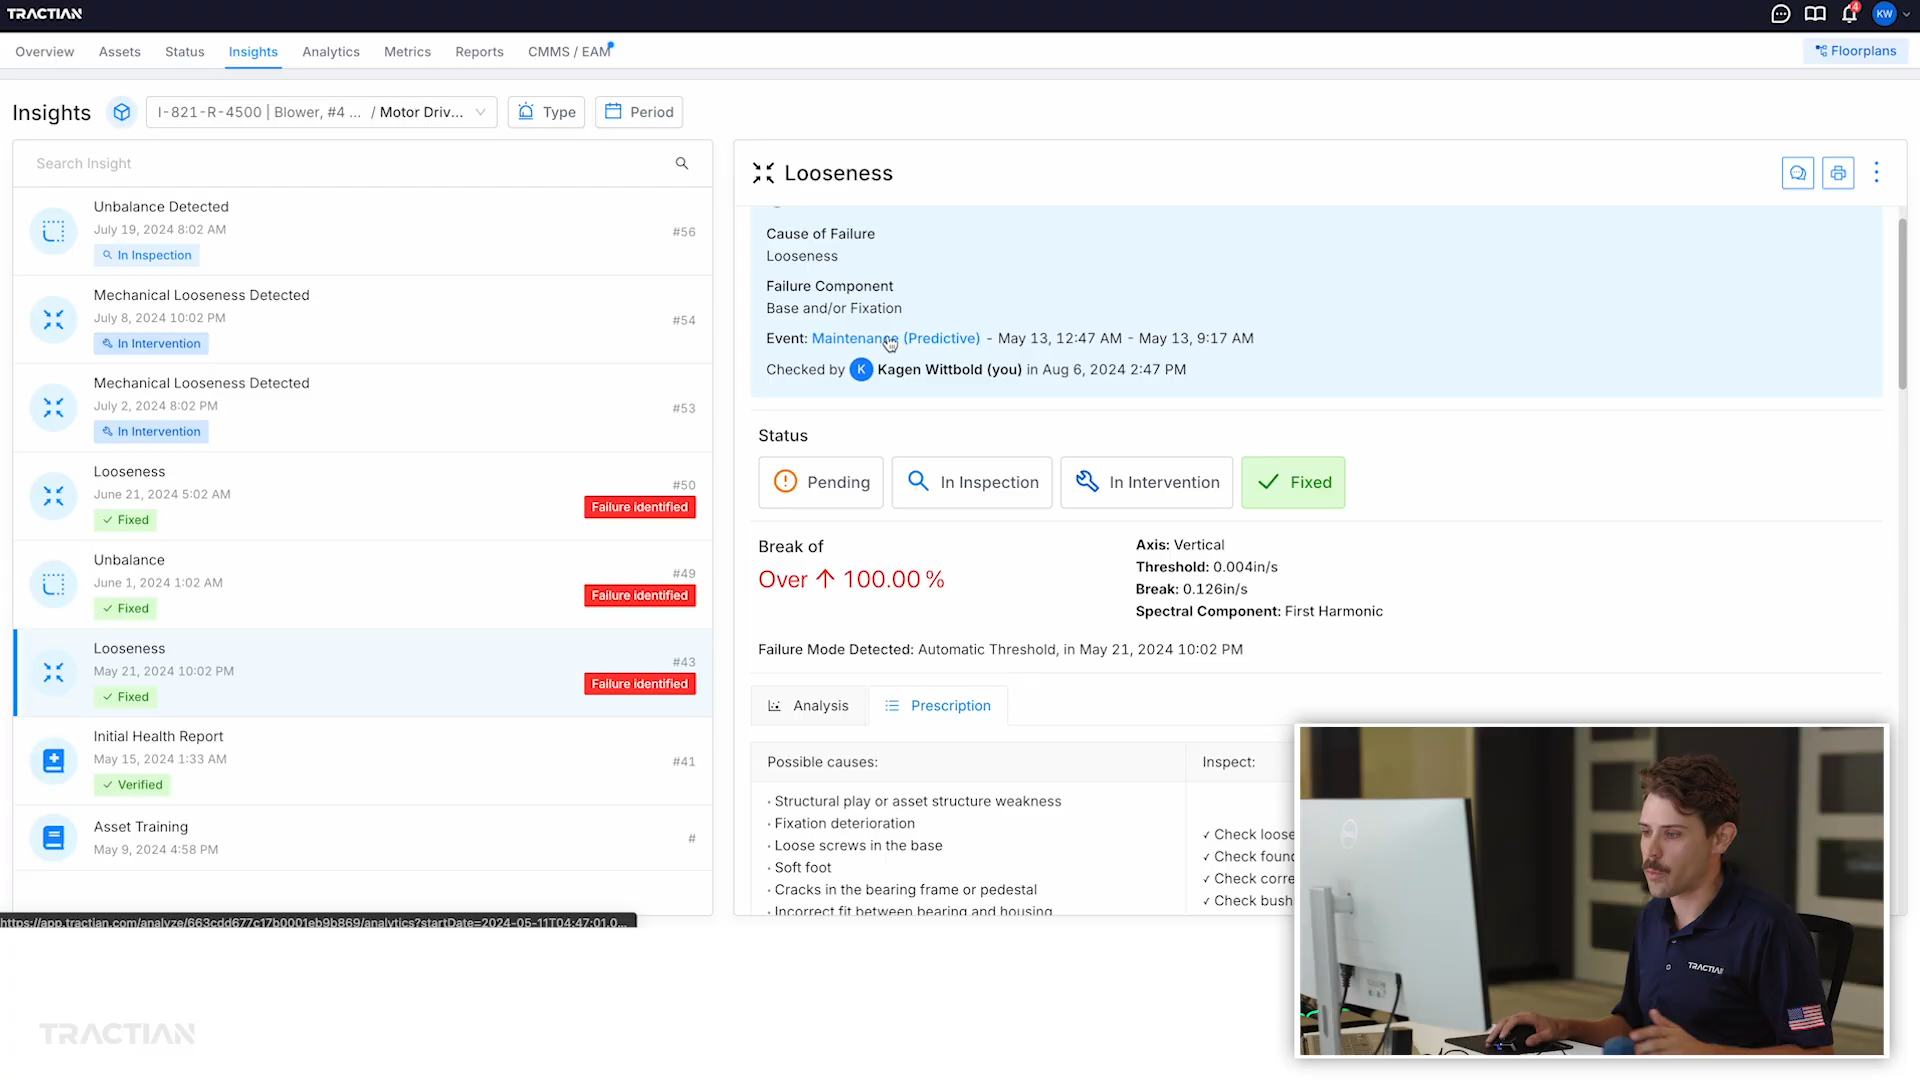 TRACTIAN
4
KW
Overview
Assets
Status
Insights
Analytics
Metrics
Reports
CMMS / EAM
Floorplans
Insights
I-821-R-4500 | Blower, #4 ... / Motor Driv...
Type
Period
Search Insight
Unbalance Detected
July 19, 2024 8:02 AM
#56
In Inspection
Mechanical Looseness Detected
July 8, 2024 10:02 PM
#54
In Intervention
Mechanical Looseness Detected
July 2, 2024 8:02 PM
#53
In Intervention
Looseness
June 21, 2024 5:02 AM
#50
Failure identified
Fixed
Unbalance
June 1, 2024 1:02 AM
#49
Failure identified
Fixed
Looseness
May 21, 2024 10:02 PM
#43
Failure identified
Fixed
Initial Health Report
May 15, 2024 1:33 AM
#41
Verified
Asset Training
May 9, 2024 4:58 PM
#
https://app.tractian.com/analyze/663cdd677c17b0001eb9b869/analytics?startDate=2024-05-11T04:47:01.0...
Looseness
Cause of Failure
Looseness
Failure Component
Base and/or Fixation
Event: Maintenance (Predictive) - May 13, 12:47 AM - May 13, 9:17 AM
Checked by K Kagen Wittbold (you) in Aug 6, 2024 2:47 PM
Status
Pending
In Inspection
In Intervention
Fixed
Break of
Over ↑ 100.00 %
Axis: Vertical
Threshold: 0.004in/s
Break: 0.126in/s
Spectral Component: First Harmonic
Failure Mode Detected: Automatic Threshold, in May 21, 2024 10:02 PM
Analysis
Prescription
Possible causes:
Inspect:
· Structural play or asset structure weakness
· Fixation deterioration
· Loose screws in the base
· Soft foot
· Cracks in the bearing frame or pedestal
· Incorrect fit between bearing and housing
✓ Check loose
✓ Check foun
✓ Check corre
✓ Check bush
TRACTIAN
TRACTIAN